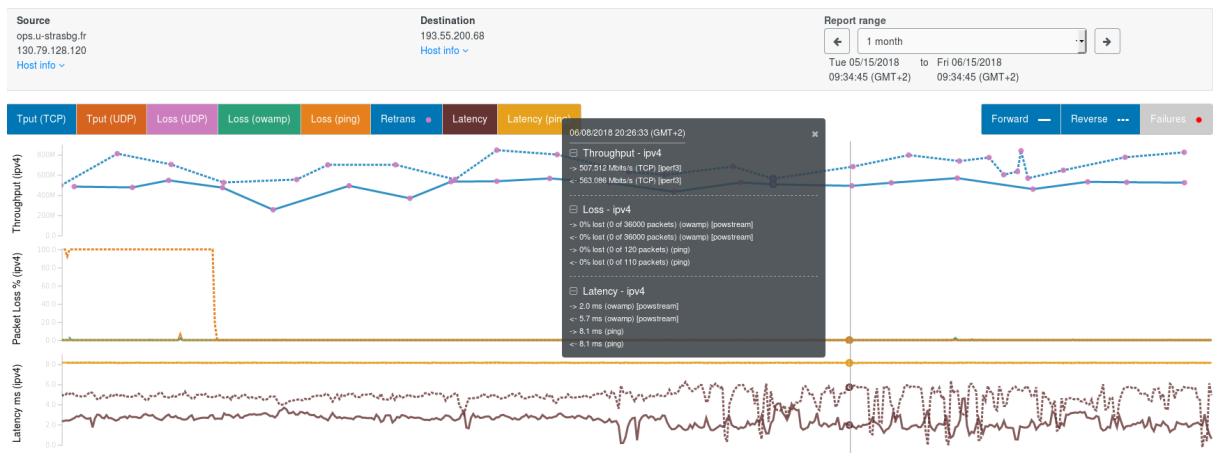 Source
ops.u-strasbg.fr
130.79.128.120
Host info
Destination
193.55.200.68
Host info
Report range
1 month
Tue 05/15/2018 to Fri 06/15/2018
09:34:45 (GMT+2) 09:34:45 (GMT+2)
Tput (TCP) Tput (UDP) Loss (UDP) Loss (owamp) Loss (ping) Retrans Latency Latency (ping)
Forward Reverse Failures
06/08/2018 20:26:33 (GMT+2)
Throughput - ipv4
-> 507.512 Mbits/s (TCP) [iperf3]
<- 563.086 Mbits/s (TCP) [iperf3]
Loss - ipv4
-> 0% lost (0 of 36000 packets) (owamp) [powstream]
<- 0% lost (0 of 36000 packets) (owamp) [powstream]
-> 0% lost (0 of 120 packets) (ping)
<- 0% lost (0 of 110 packets) (ping)
Latency - ipv4
-> 2.0 ms (owamp) [powstream]
<- 5.7 ms (owamp) [powstream]
-> 8.1 ms (ping)
<- 8.1 ms (ping)
Throughput (ipv4)
800M
600M
400M
200M
0.0
Packet Loss % (ipv4)
100.0
80.0
60.0
40.0
20.0
0.0
Latency ms (ipv4)
8.0
6.0
4.0
2.0
0.0